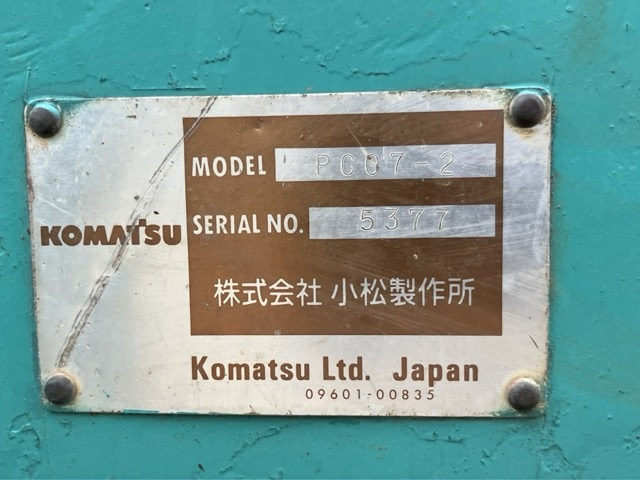 MODEL PC07-2
KOMATSU
SERIAL NO. 5377
株式会社 小松製作所
Komatsu Ltd. Japan
09601-00835